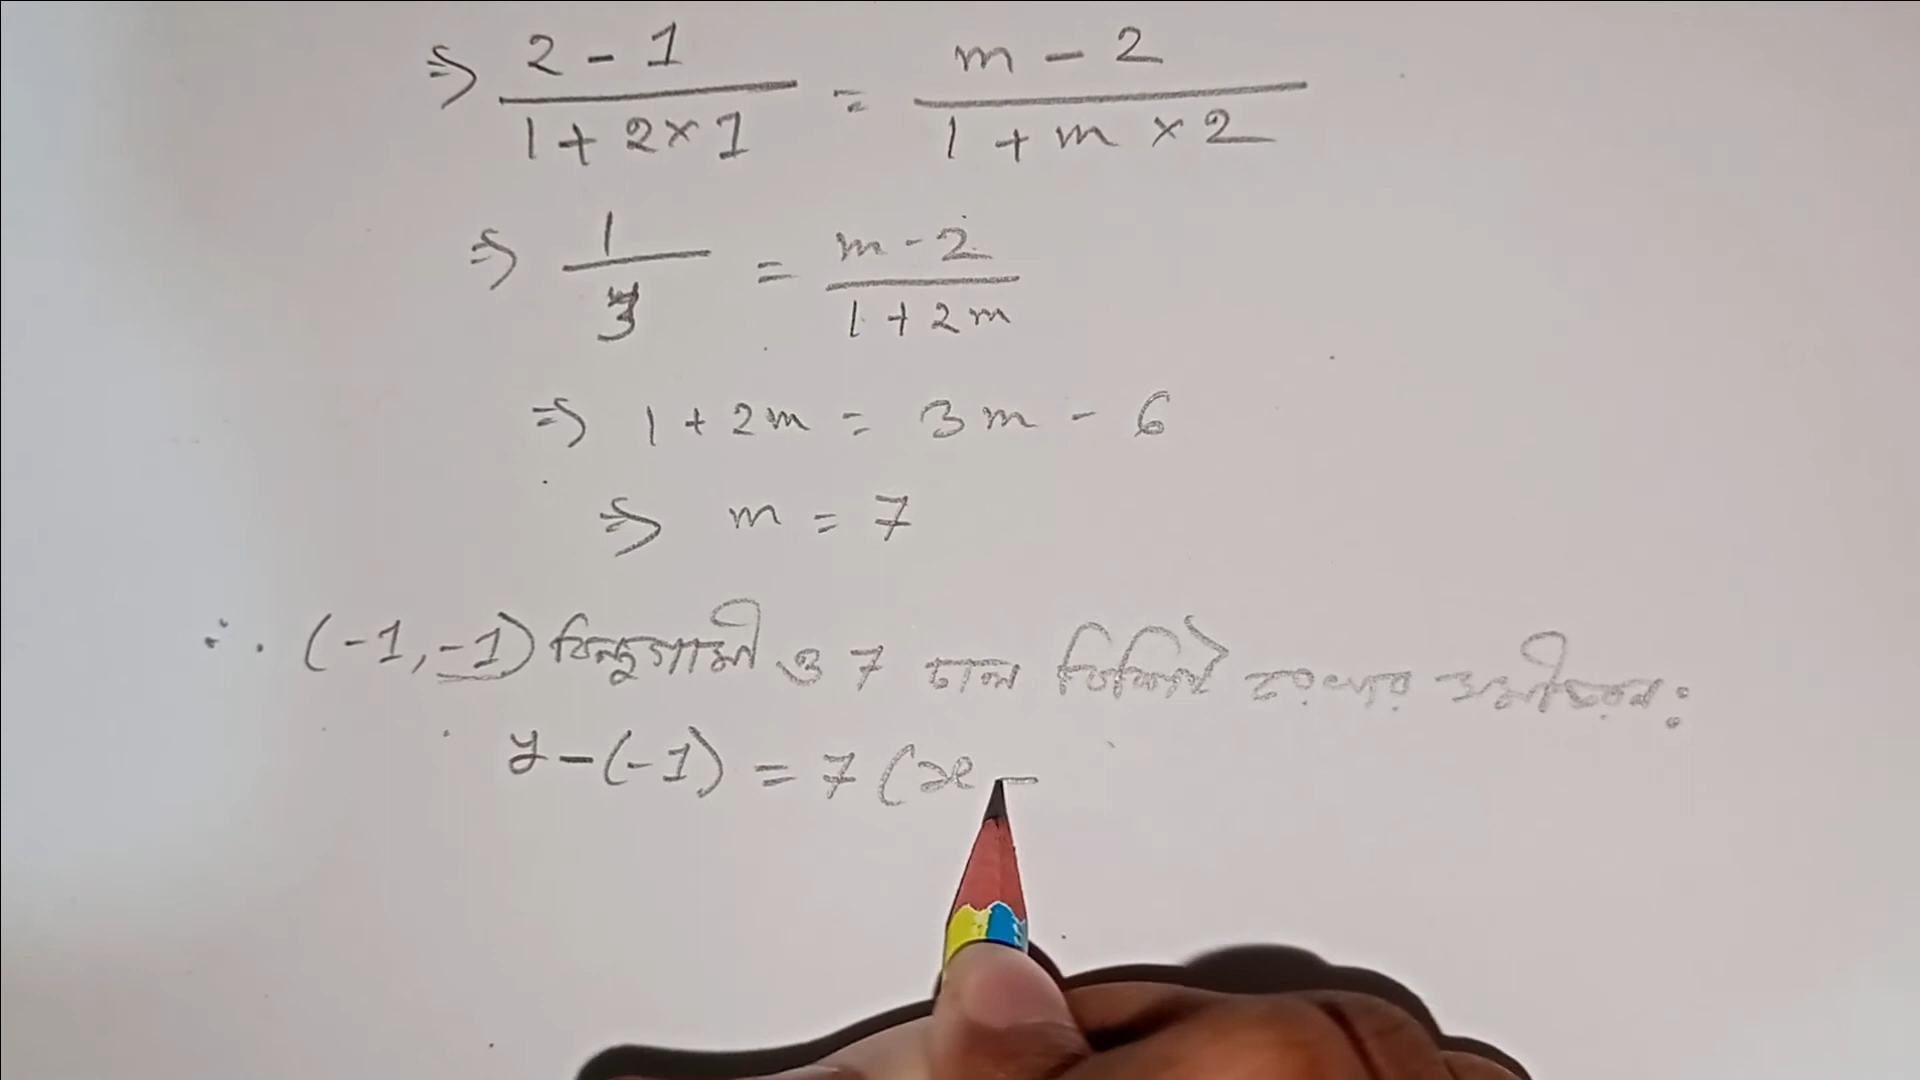 ⇒ (2 - 1)/(1 + 2×1) = (m - 2)/(1 + m × 2)
⇒ 1/3 = (m - 2)/(1 + 2m)
⇒ 1 + 2m = 3m - 6
⇒ m = 7
∴ (-1, -1) বিন্দুগামী ও 7 ঢাল বিশিষ্ট রেখার সমীকরণ:
y - (-1) = 7 (x -